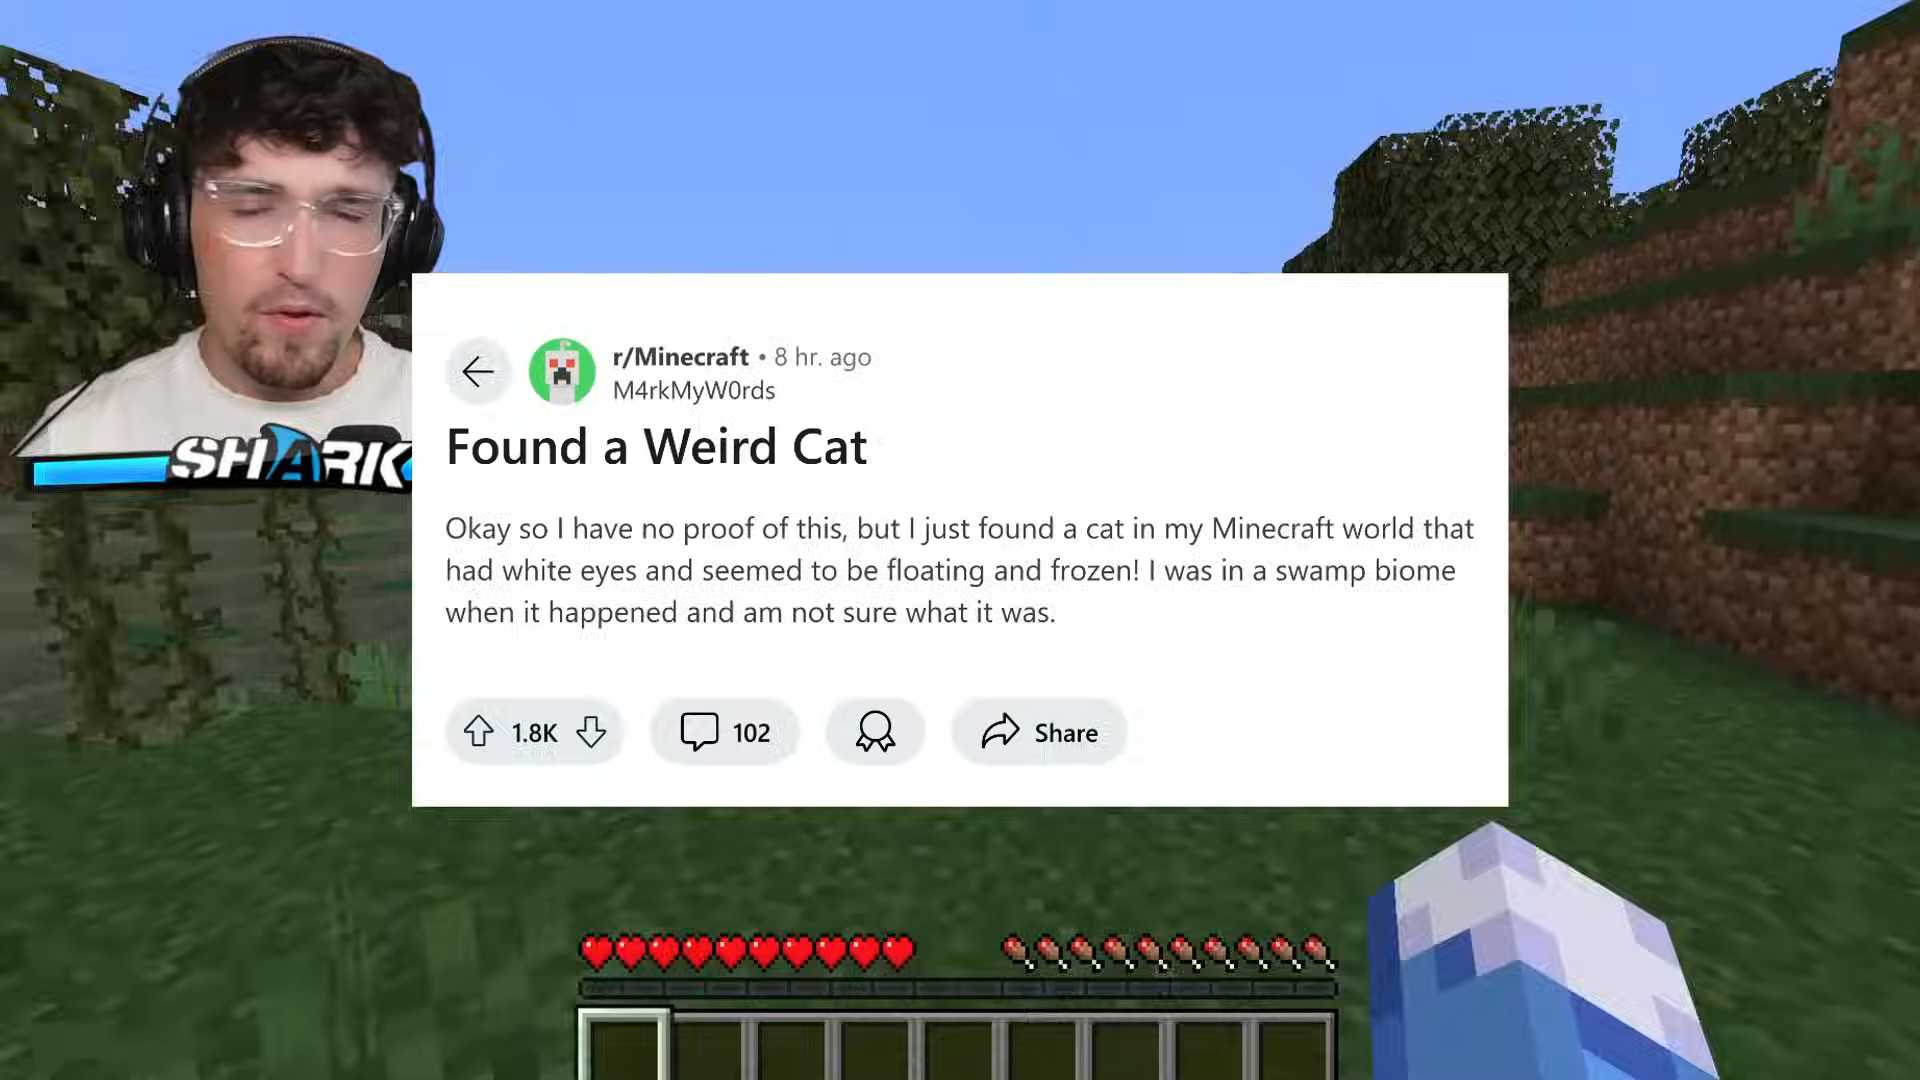 SHARK
r/Minecraft • 8 hr. ago
M4rkMyW0rds
Found a Weird Cat
Okay so I have no proof of this, but I just found a cat in my Minecraft world that
had white eyes and seemed to be floating and frozen! I was in a swamp biome
when it happened and am not sure what it was.
1.8K 102 Share